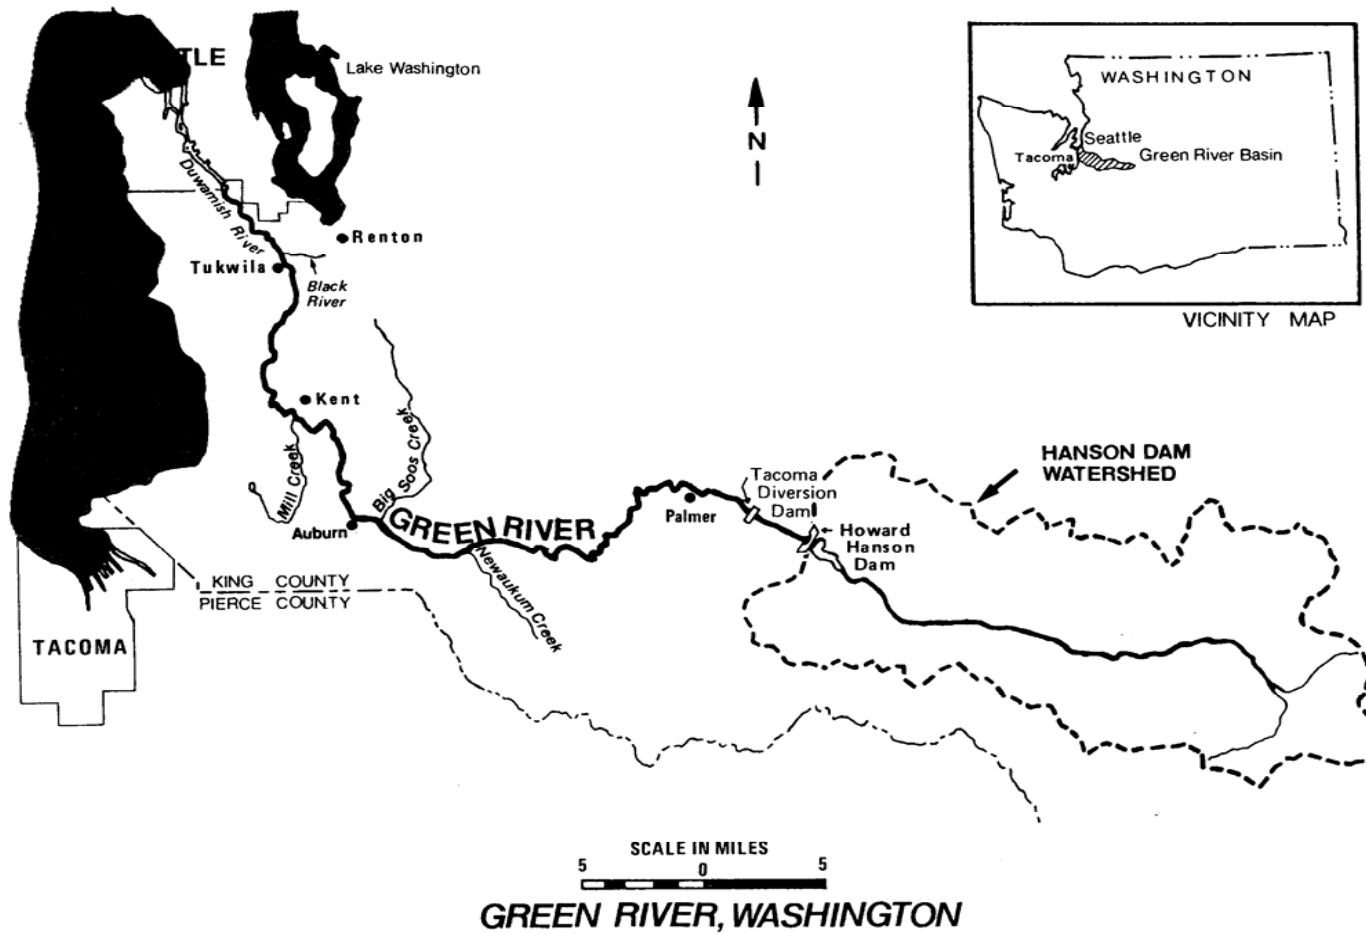 TLE
Lake Washington
N
WASHINGTON
Seattle
Tacoma
Green River Basin
VICINITY MAP
Duwamish River
Renton
Tukwila
Black
River
Kent
Mill Creek
Big Soos Creek
HANSON DAM
WATERSHED
Tacoma
Diversion
Dam
Palmer
Howard
Hanson
Dam
Auburn
GREEN RIVER
Newaukum Creek
KING COUNTY
PIERCE COUNTY
TACOMA
SCALE IN MILES
5 0 5
GREEN RIVER, WASHINGTON